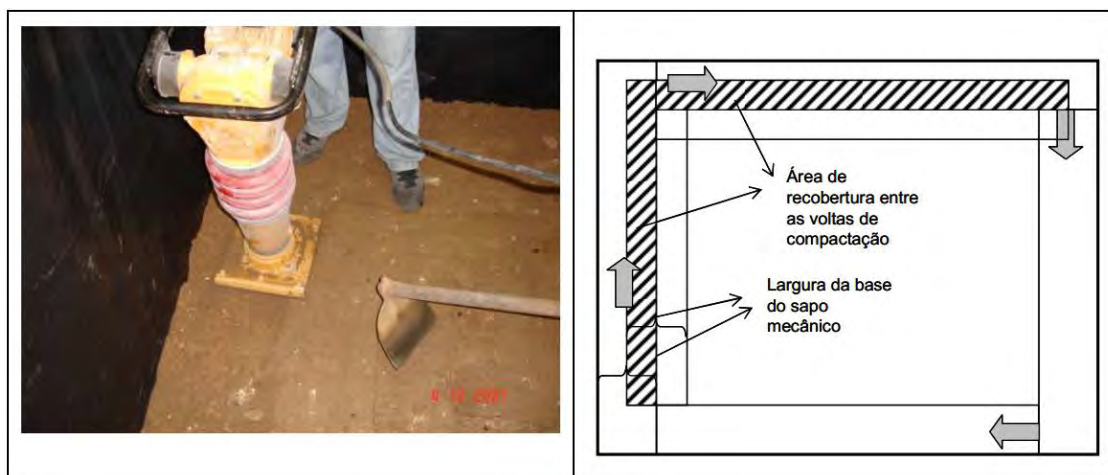 Área de
recobertura entre
as voltas de
compactação
Largura da base
do sapo
mecânico